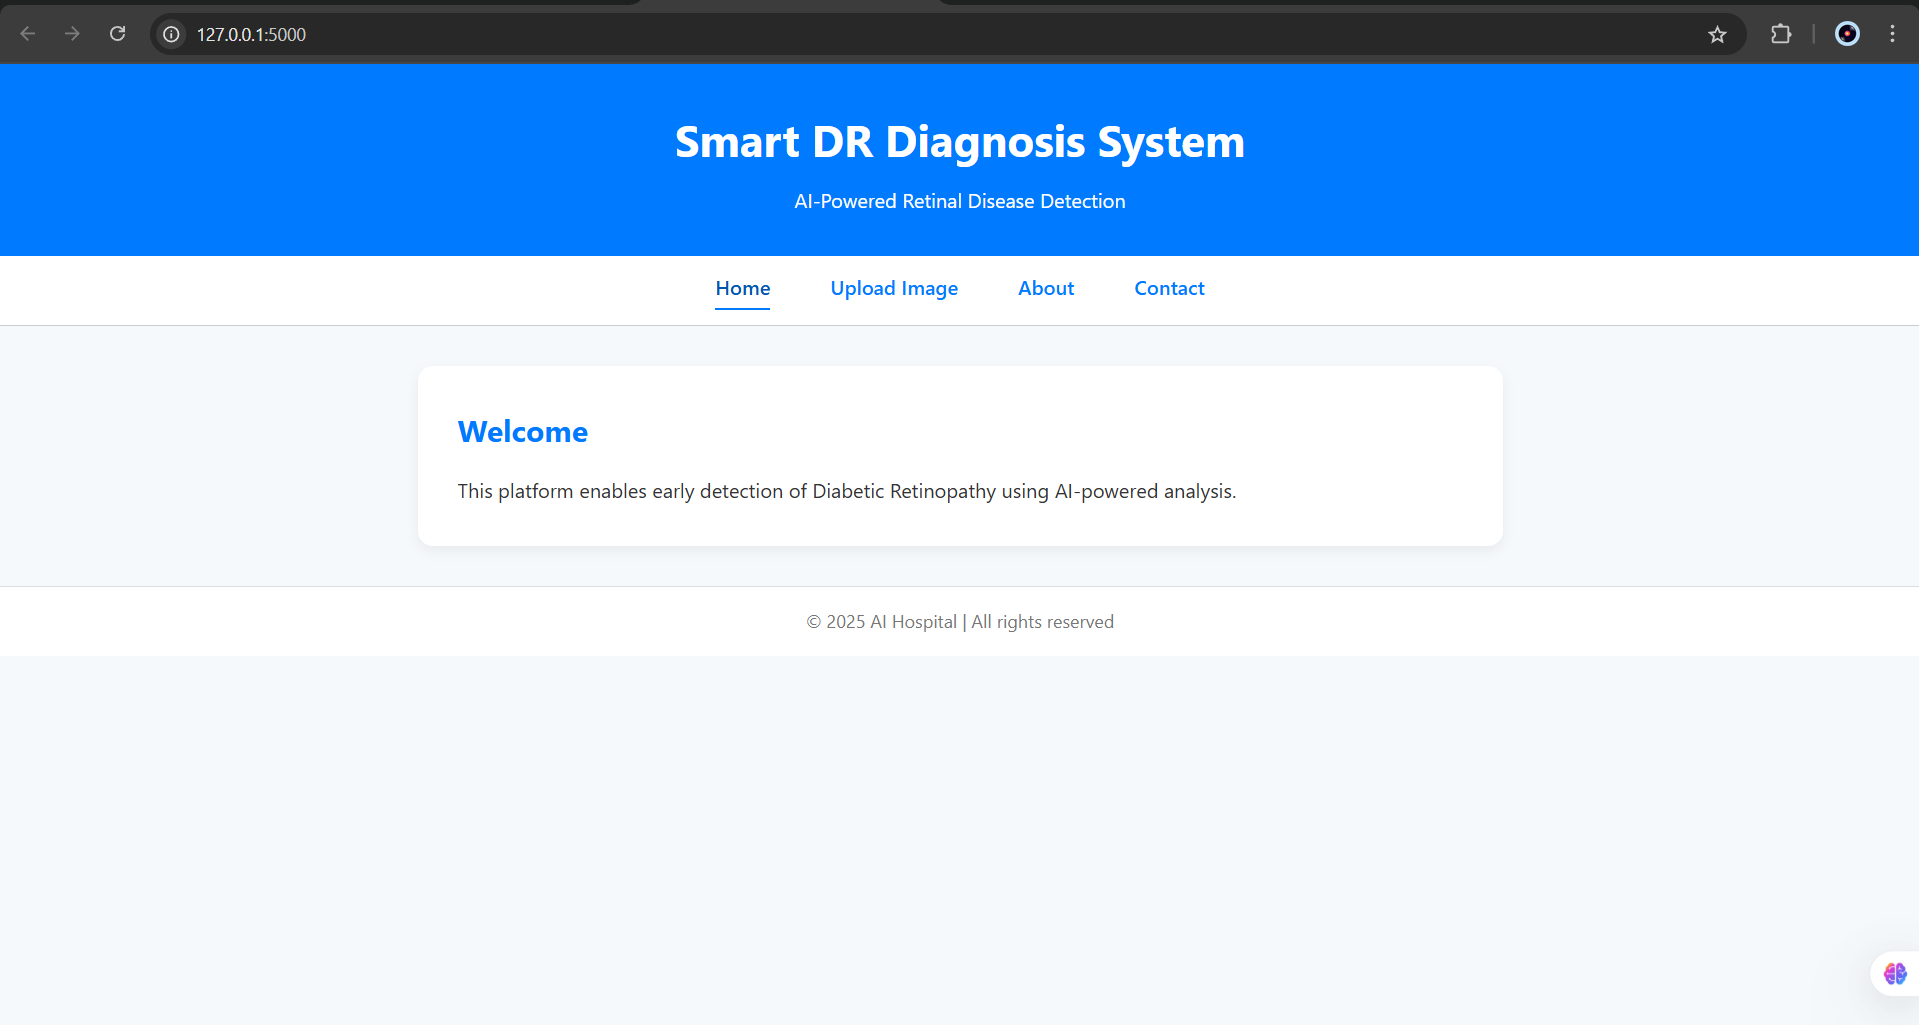 127.0.0.1:5000
Smart DR Diagnosis System
AI-Powered Retinal Disease Detection
Home Upload Image About Contact
Welcome
This platform enables early detection of Diabetic Retinopathy using AI-powered analysis.
© 2025 AI Hospital | All rights reserved